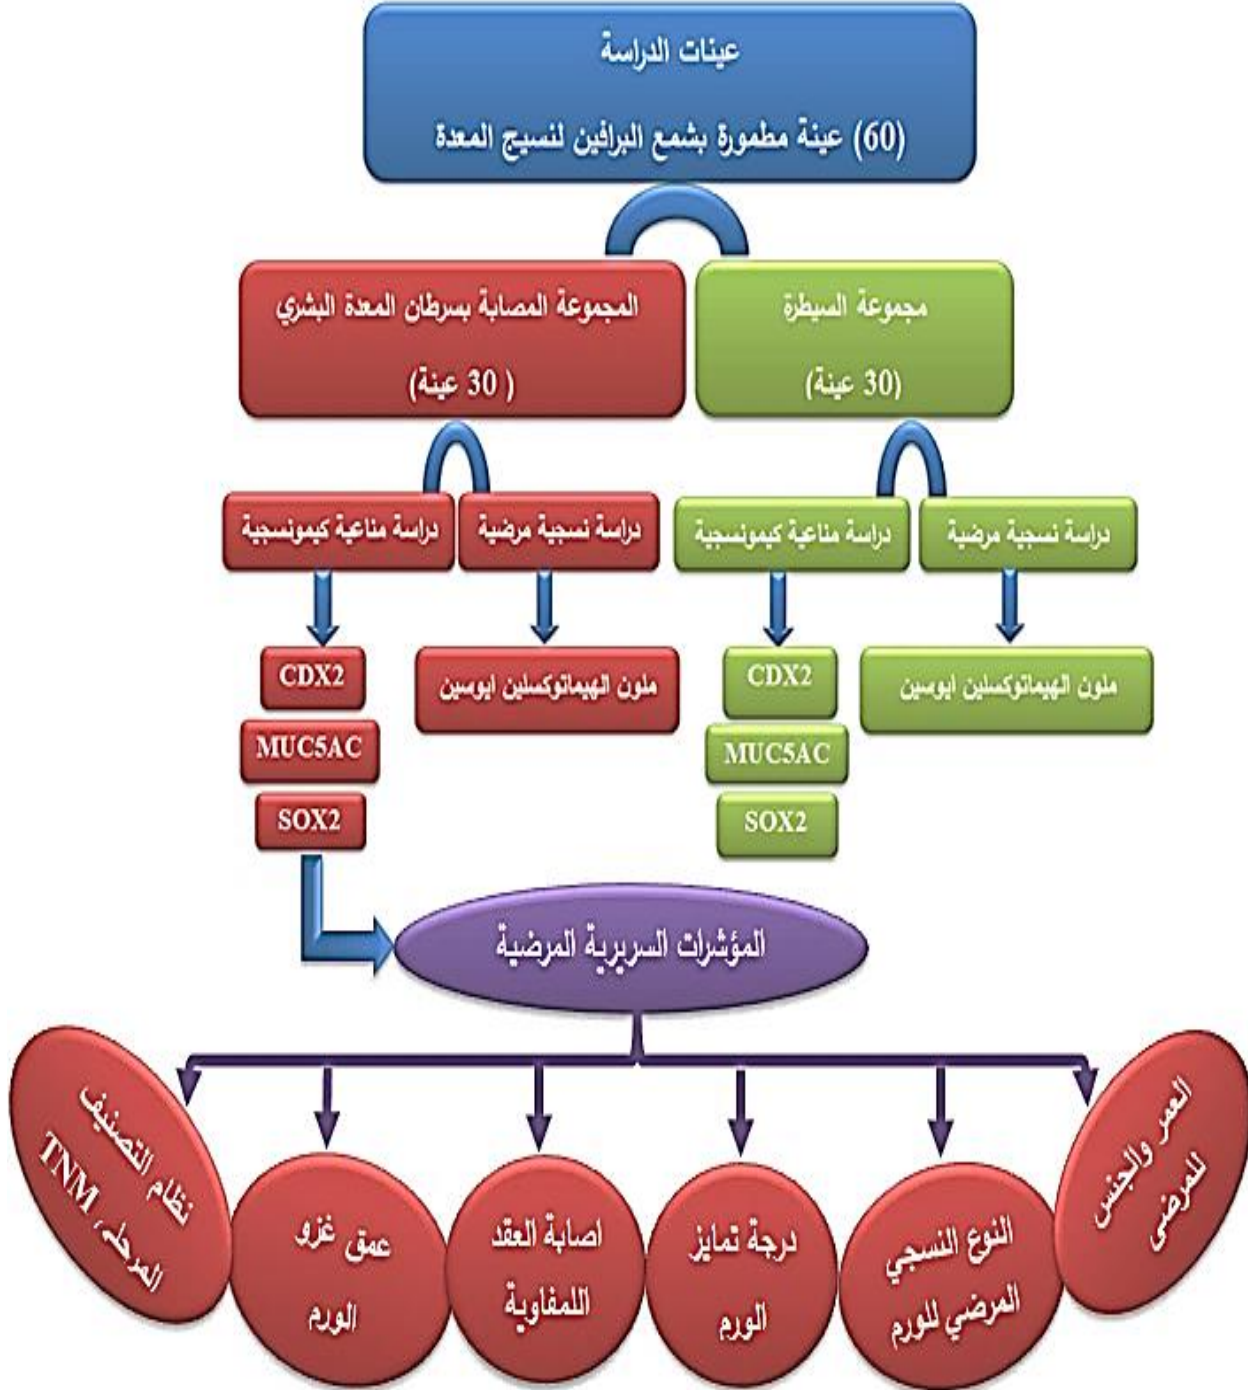 عينات الدراسة
(60) عينة مطمورة بشمع البرافين لنسيج المعدة
مجموعة السيطرة
(30 عينة)
المجموعة المصابة بسرطان المعدة البشري
( 30 عينة)
دراسة نسجية مرضية
دراسة مناعية كيمونسجية
دراسة نسجية مرضية
دراسة مناعية كيمونسجية
ملون الهيماتوكسلين ايوسين
CDX2
MUC5AC
SOX2
ملون الهيماتوكسلين ايوسين
CDX2
MUC5AC
SOX2
المؤشرات السريرية المرضية
العمر والجنس
للمرضى
النوع النسجي
المرضي للورم
درجة تمايز
الورم
اصابة العقد
اللمفاوية
عمق غزو
الورم
نظام التصنيف
المرحلي TNM